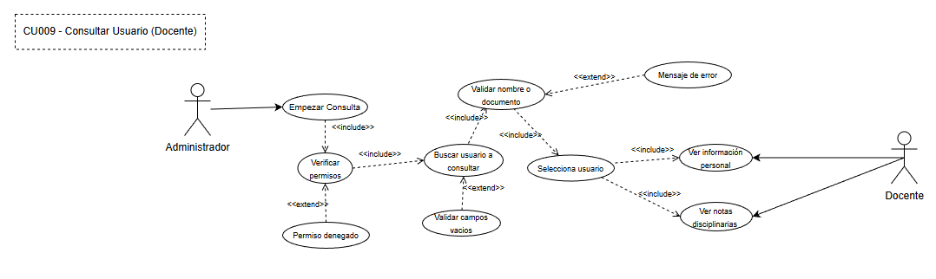 CU009 - Consultar Usuario (Docente)
Administrador
Empezar Consulta
<<include>>
Verificar
permisos
<<extend>>
Permiso denegado
<<include>>
Buscar usuario a
consultar
<<extend>>
Validar campos
vacios
<<include>>
Validar nombre o
documento
<<extend>>
Mensaje de error
<<include>>
Selecciona usuario
<<include>>
Ver información
personal
<<include>>
Ver notas
disciplinarias
Docente